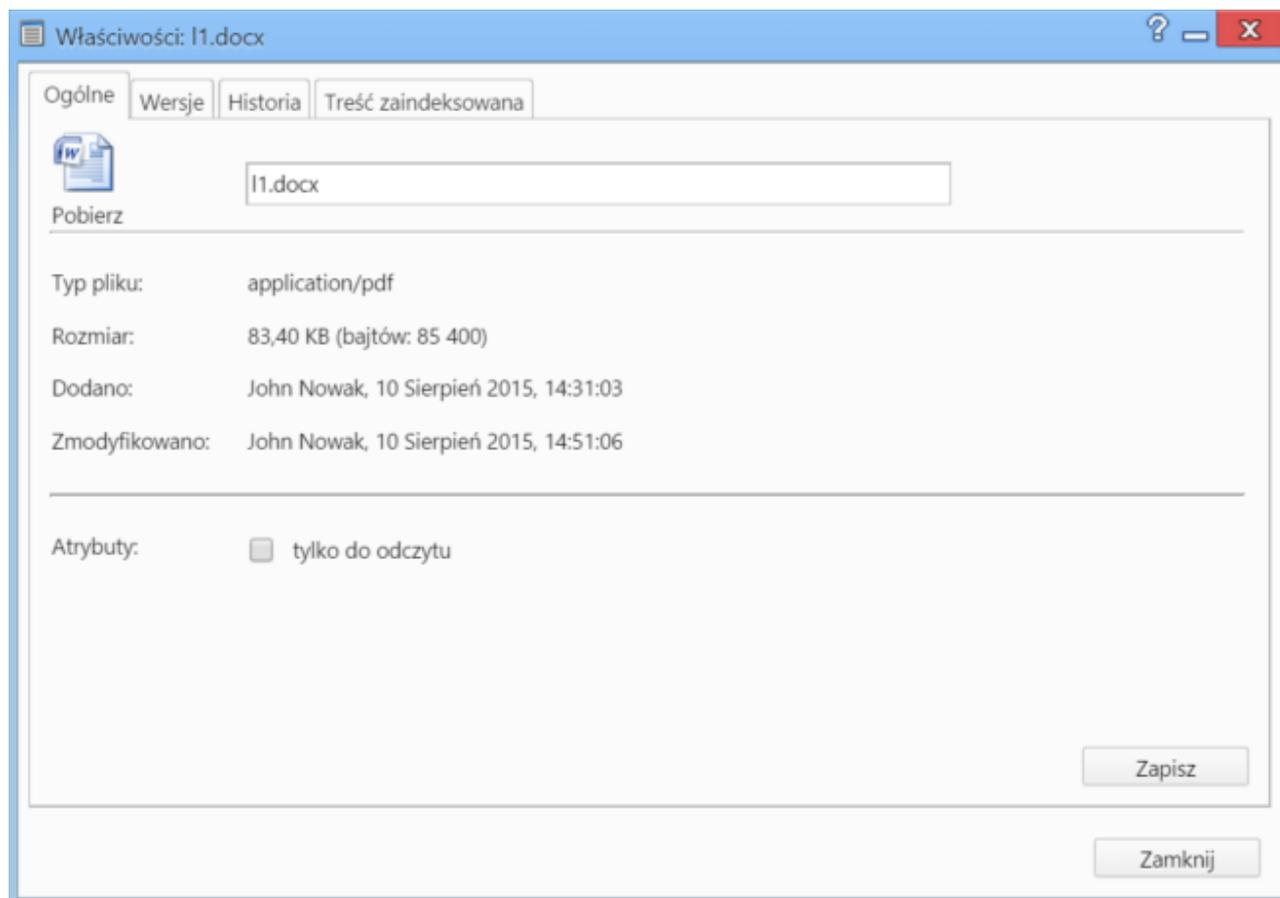 Właściwości: l1.docx
Ogólne Wersje Historia Treść zaindeksowana
l1.docx
Pobierz
Typ pliku: application/pdf
Rozmiar: 83,40 KB (bajtów: 85 400)
Dodano: John Nowak, 10 Sierpień 2015, 14:31:03
Zmodyfikowano: John Nowak, 10 Sierpień 2015, 14:51:06
Atrybuty: tylko do odczytu
Zapisz
Zamknij